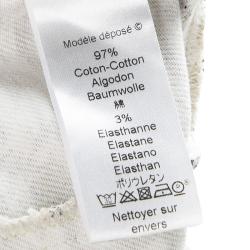 Modèle déposé ©
97%
Coton-Cotton
Algodon
Baumwolle
綿
3%
Elasthanne
Elastane
Elastano
Elasthan
ポリウレタン
Nettoyer sur
envers